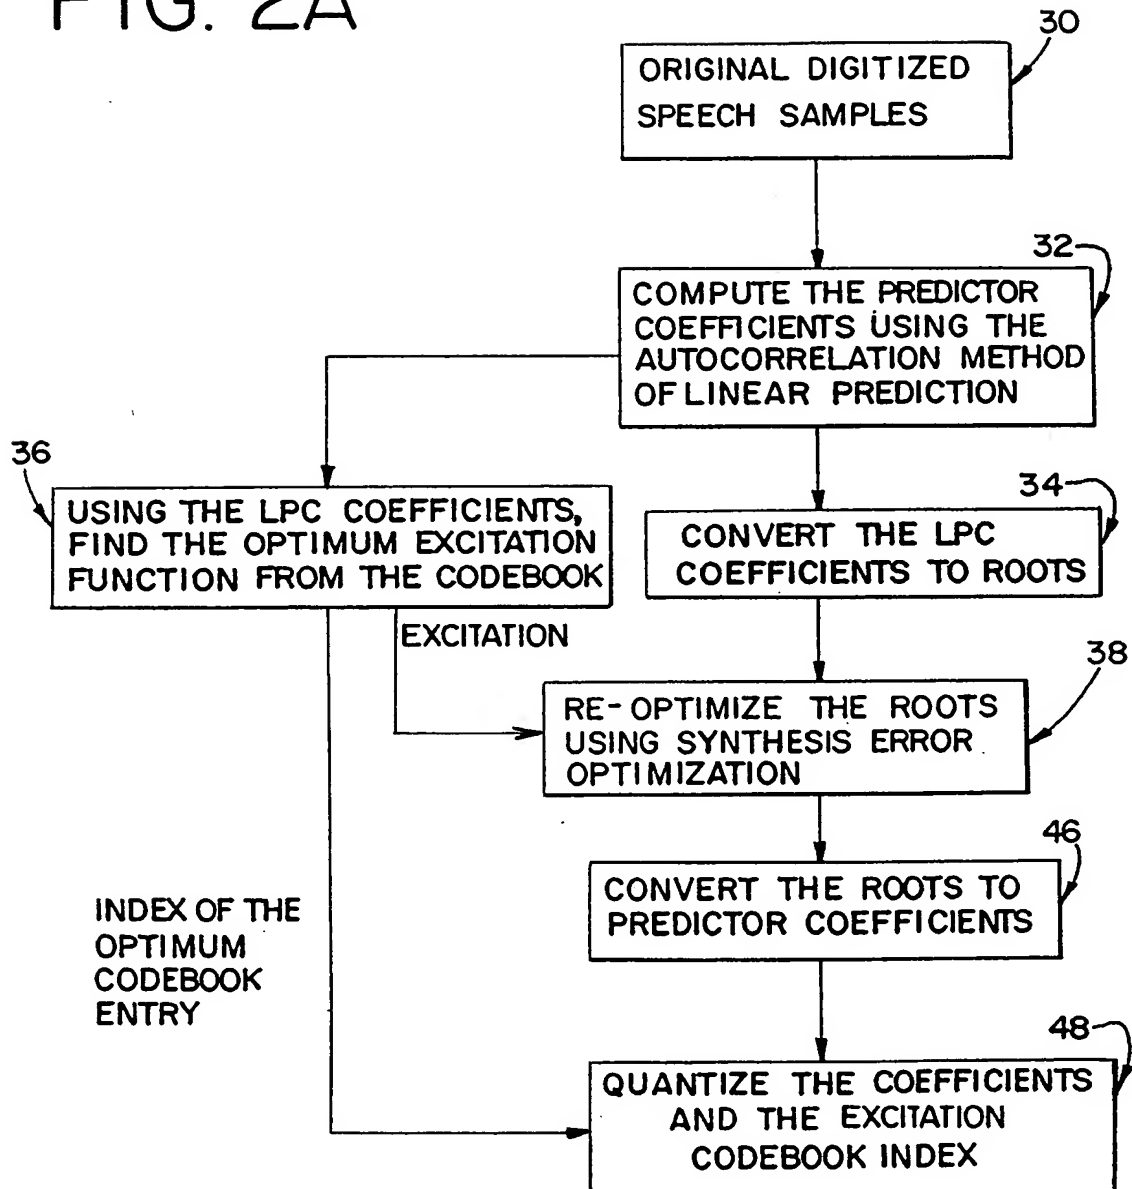 FIG. 2A
30
ORIGINAL DIGITIZED
SPEECH SAMPLES
32
COMPUTE THE PREDICTOR
COEFFICIENTS USING THE
AUTOCORRELATION METHOD
OF LINEAR PREDICTION
36
USING THE LPC COEFFICIENTS,
FIND THE OPTIMUM EXCITATION
FUNCTION FROM THE CODEBOOK
34
CONVERT THE LPC
COEFFICIENTS TO ROOTS
EXCITATION
38
RE-OPTIMIZE THE ROOTS
USING SYNTHESIS ERROR
OPTIMIZATION
46
CONVERT THE ROOTS TO
PREDICTOR COEFFICIENTS
INDEX OF THE
OPTIMUM
CODEBOOK
ENTRY
48
QUANTIZE THE COEFFICIENTS
AND THE EXCITATION
CODEBOOK INDEX